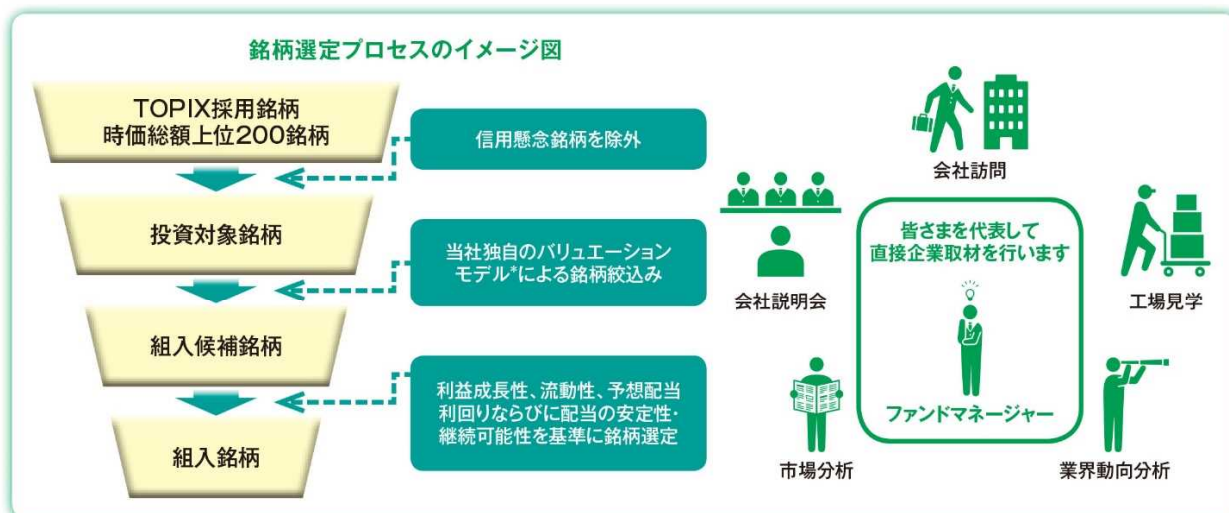 銘柄選定プロセスのイメージ図
TOPIX採用銘柄
時価総額上位200銘柄
信用懸念銘柄を除外
投資対象銘柄
当社独自のバリュエーション
モデル*による銘柄絞込み
組入候補銘柄
利益成長性、流動性、予想配当
利回りならびに配当の安定性・
継続可能性を基準に銘柄選定
組入銘柄
会社訪問
会社説明会
皆さまを代表して
直接企業取材を行います
工場見学
ファンドマネージャー
市場分析
業界動向分析